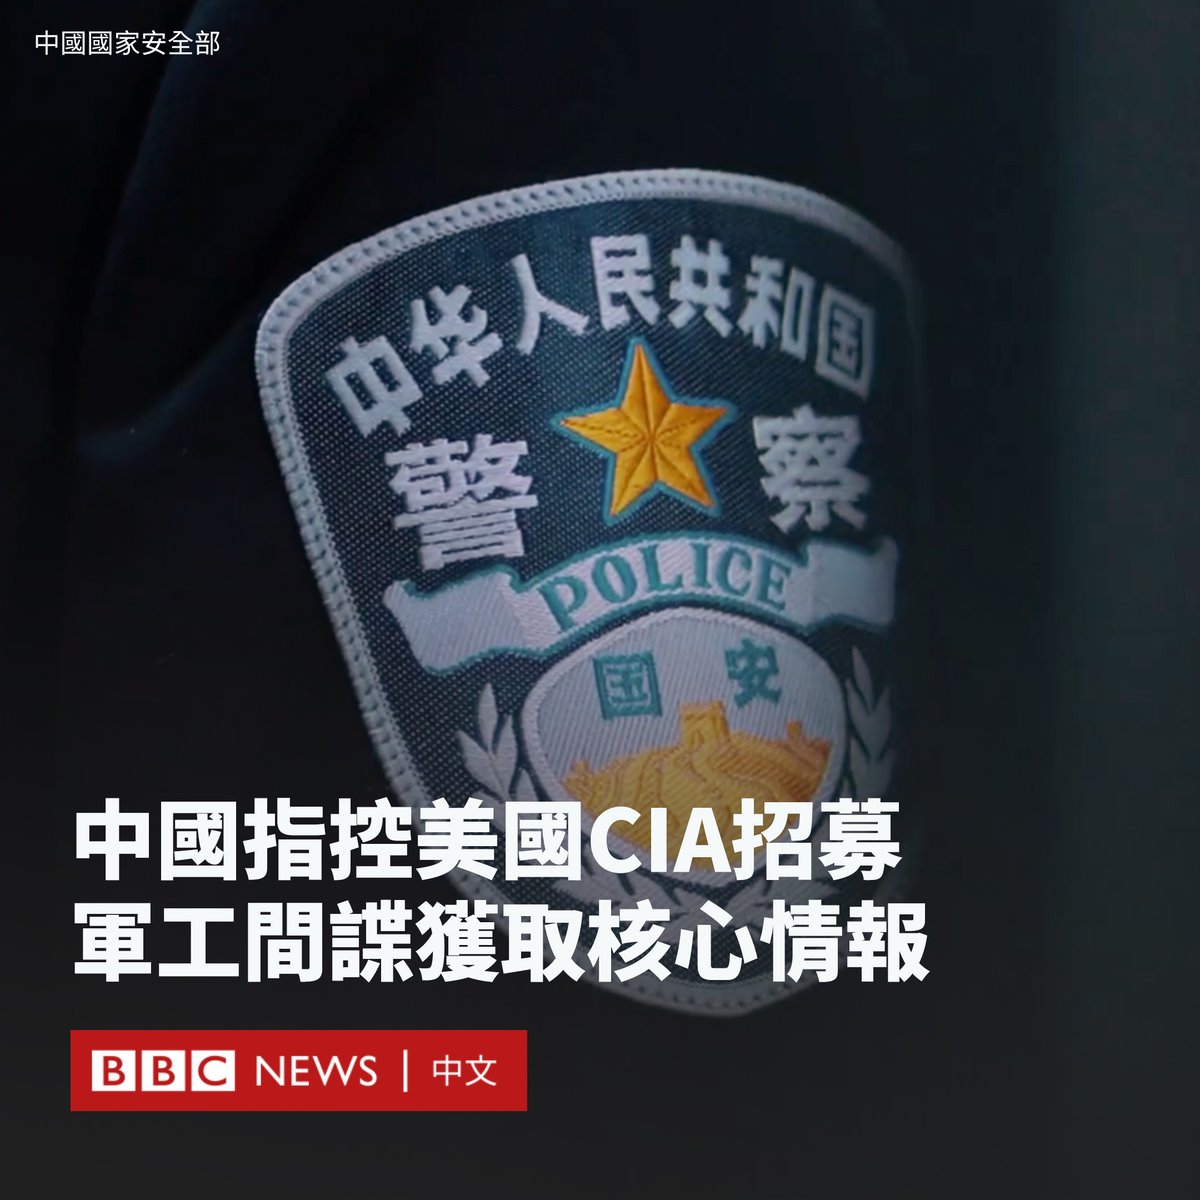 中國國家安全部
中华人民共和国
警 察
POLICE
国 安
中國指控美國CIA招募
軍工間諜獲取核心情報
BBC NEWS | 中文